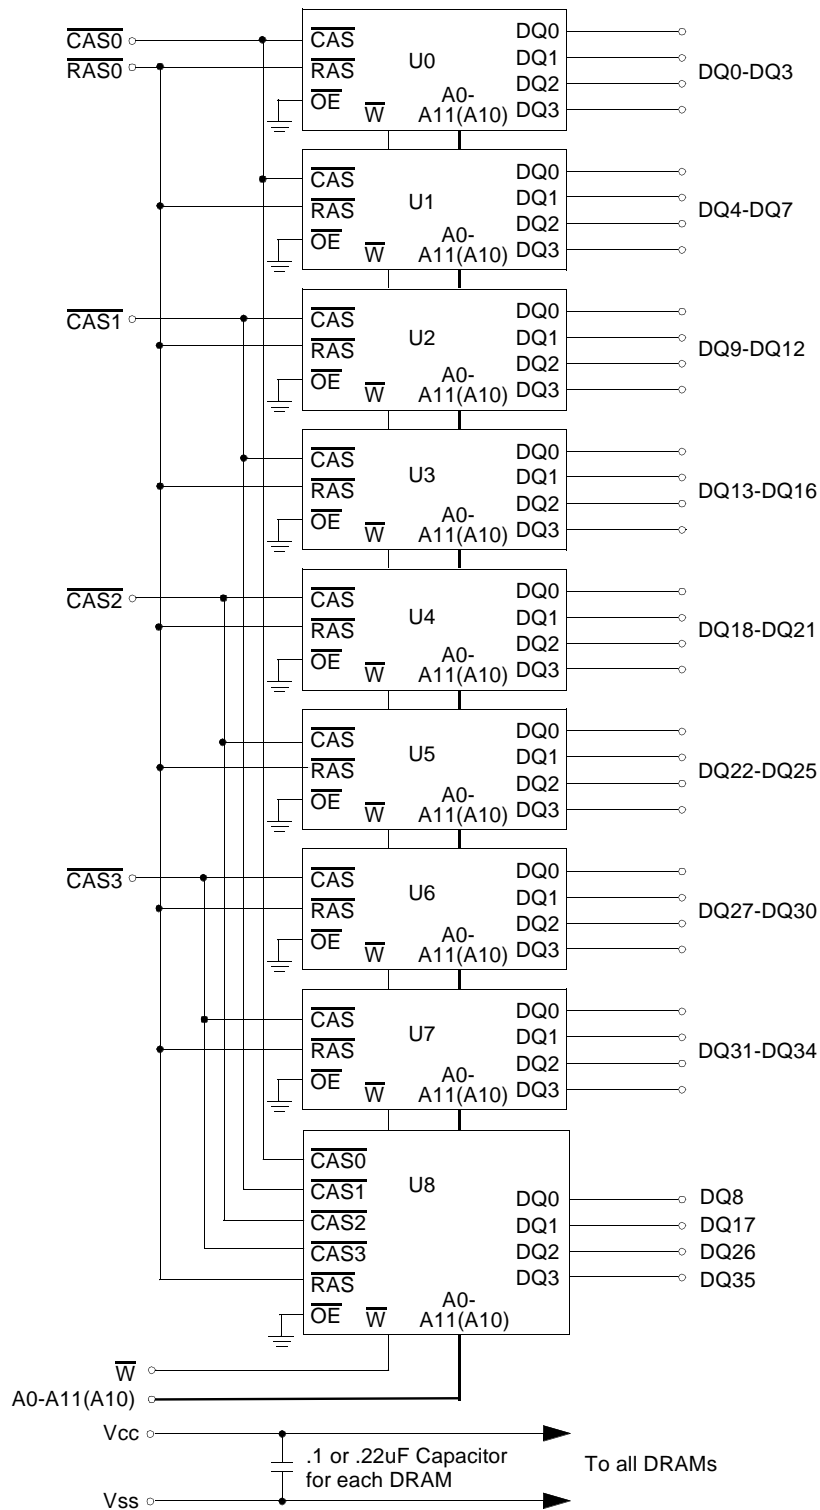 CAS0
RAS0
CAS
RAS
OE
U0
W
A0-
A11(A10)
DQ0
DQ1
DQ2
DQ3
DQ0-DQ3
CAS
RAS
OE
U1
W
A0-
A11(A10)
DQ0
DQ1
DQ2
DQ3
DQ4-DQ7
CAS1
CAS
RAS
OE
U2
W
A0-
A11(A10)
DQ0
DQ1
DQ2
DQ3
DQ9-DQ12
CAS
RAS
OE
U3
W
A0-
A11(A10)
DQ0
DQ1
DQ2
DQ3
DQ13-DQ16
CAS2
CAS
RAS
OE
U4
W
A0-
A11(A10)
DQ0
DQ1
DQ2
DQ3
DQ18-DQ21
CAS
RAS
OE
U5
W
A0-
A11(A10)
DQ0
DQ1
DQ2
DQ3
DQ22-DQ25
CAS3
CAS
RAS
OE
U6
W
A0-
A11(A10)
DQ0
DQ1
DQ2
DQ3
DQ27-DQ30
CAS
RAS
OE
U7
W
A0-
A11(A10)
DQ0
DQ1
DQ2
DQ3
DQ31-DQ34
CAS0
CAS1
CAS2
CAS3
RAS
OE
U8
W
A0-
A11(A10)
DQ0
DQ1
DQ2
DQ3
DQ8
DQ17
DQ26
DQ35
W
A0-A11(A10)
Vcc
.1 or .22uF Capacitor
for each DRAM
To all DRAMs
Vss